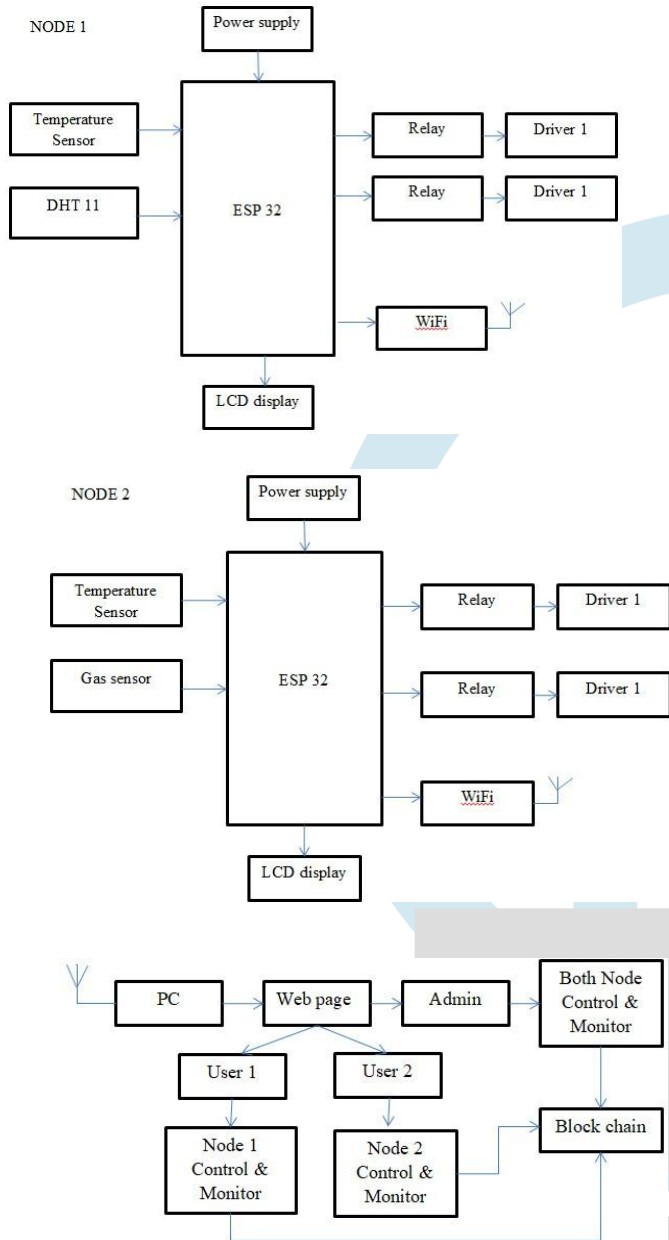 NODE 1
Power supply
Temperature
Sensor
DHT 11
ESP 32
Relay
Driver 1
Relay
Driver 1
WiFi
LCD display
NODE 2
Power supply
Temperature
Sensor
Gas sensor
ESP 32
Relay
Driver 1
Relay
Driver 1
WiFi
LCD display
PC
Web page
Admin
Both Node
Control &
Monitor
User 1
User 2
Node 1
Control &
Monitor
Node 2
Control &
Monitor
Block chain